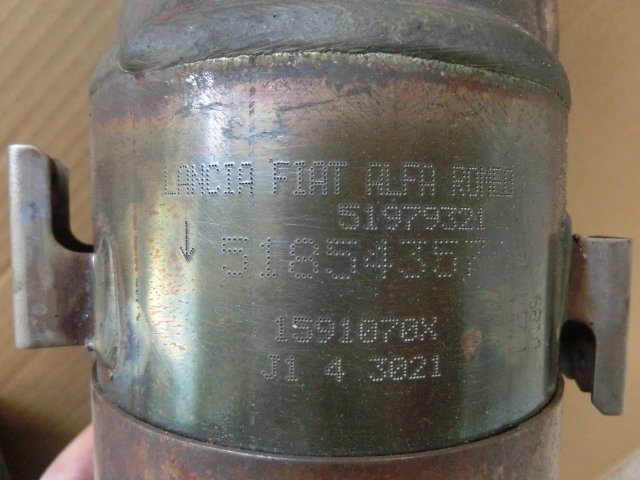 LANCIA FIAT ALFA ROMEO
51979321
↓ 51854357
1591070X
J1 4 3021